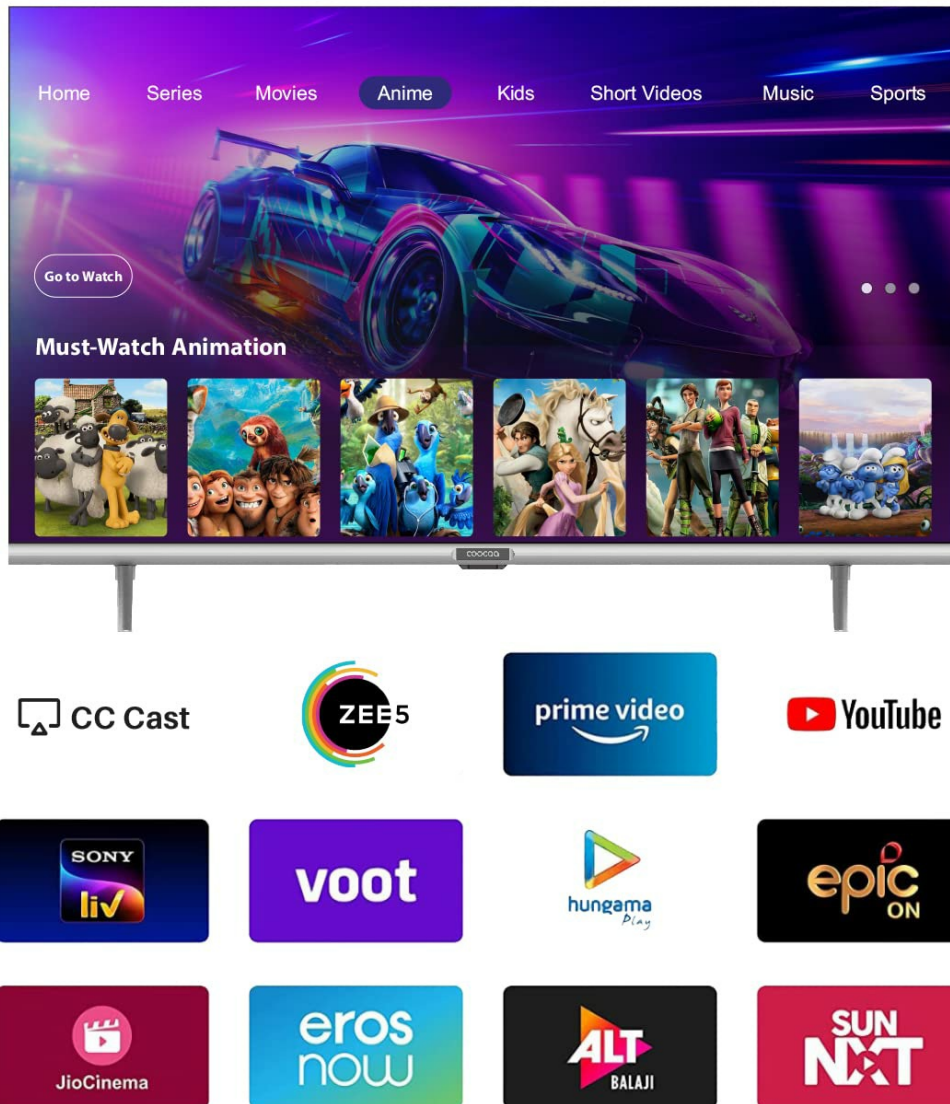 Home Series Movies Anime Kids Short Videos Music Sports
Go to Watch
Must-Watch Animation
coocaa
CC Cast
ZEE5
prime video
YouTube
SONY
liv
voot
hungama
Play
epic
ON
JioCinema
eros
now
ALT
BALAJI
SUN
NXT